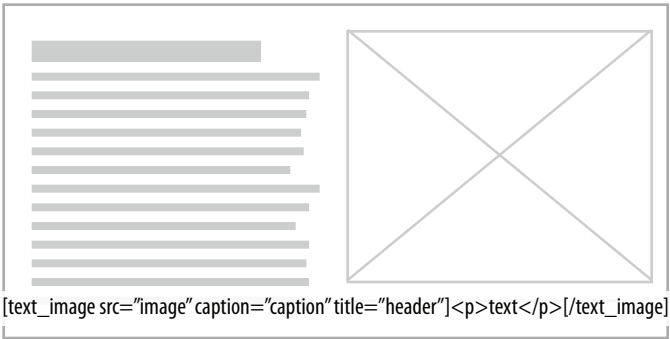 [text_image src=”image” caption=”caption” title=”header”]<p>text</p>[/text_image]